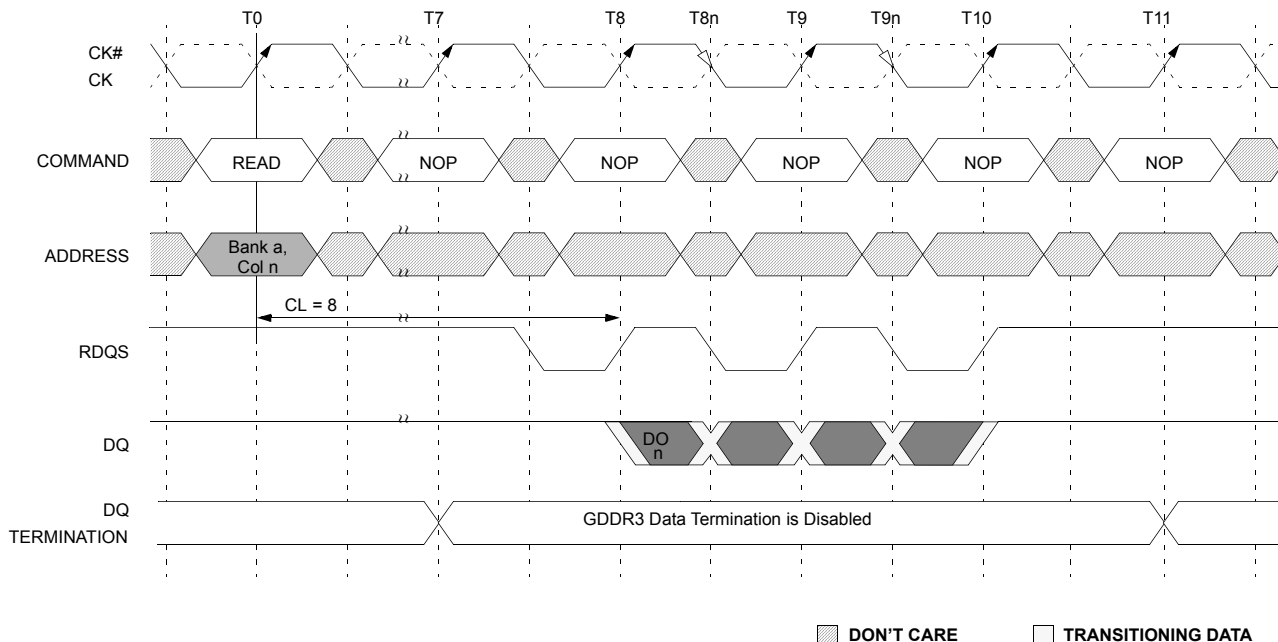 T0 T7 T8 T8n T9 T9n T10 T11
CK#
CK
COMMAND READ NOP NOP NOP NOP NOP
ADDRESS Bank a,
Col n
CL = 8
RDQS
DQ DO
n
DQ
TERMINATION GDDR3 Data Termination is Disabled
DON'T CARE TRANSITIONING DATA